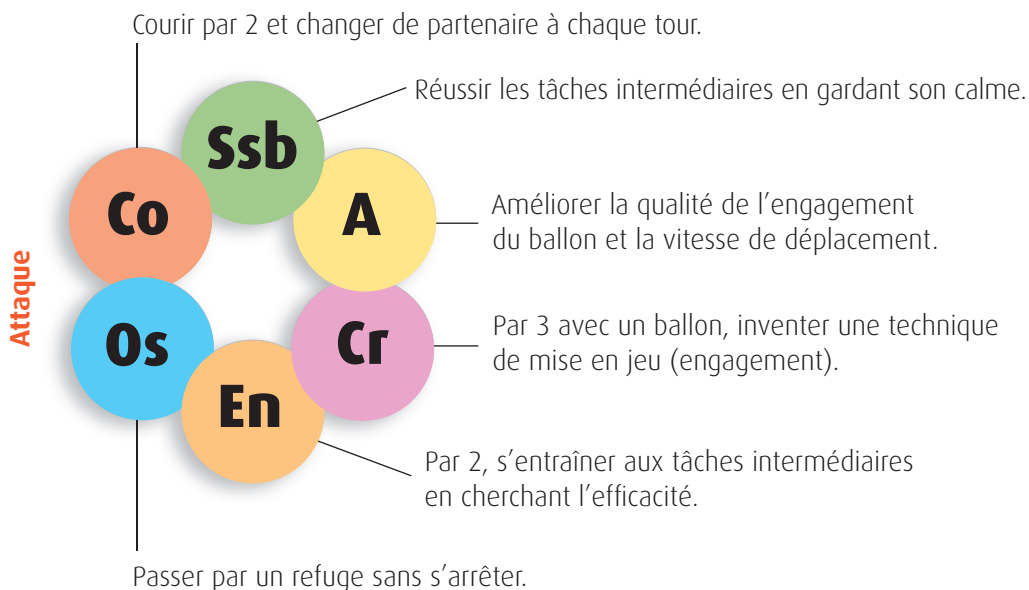 Courir par 2 et changer de partenaire à chaque tour.
Réussir les tâches intermédiaires en gardant son calme.
Ssb
Co
A
Améliorer la qualité de l’engagement
du ballon et la vitesse de déplacement.
Attaque
Os
Cr
Par 3 avec un ballon, inventer une technique
de mise en jeu (engagement).
En
Par 2, s’entraîner aux tâches intermédiaires
en cherchant l’efficacité.
Passer par un refuge sans s’arrêter.